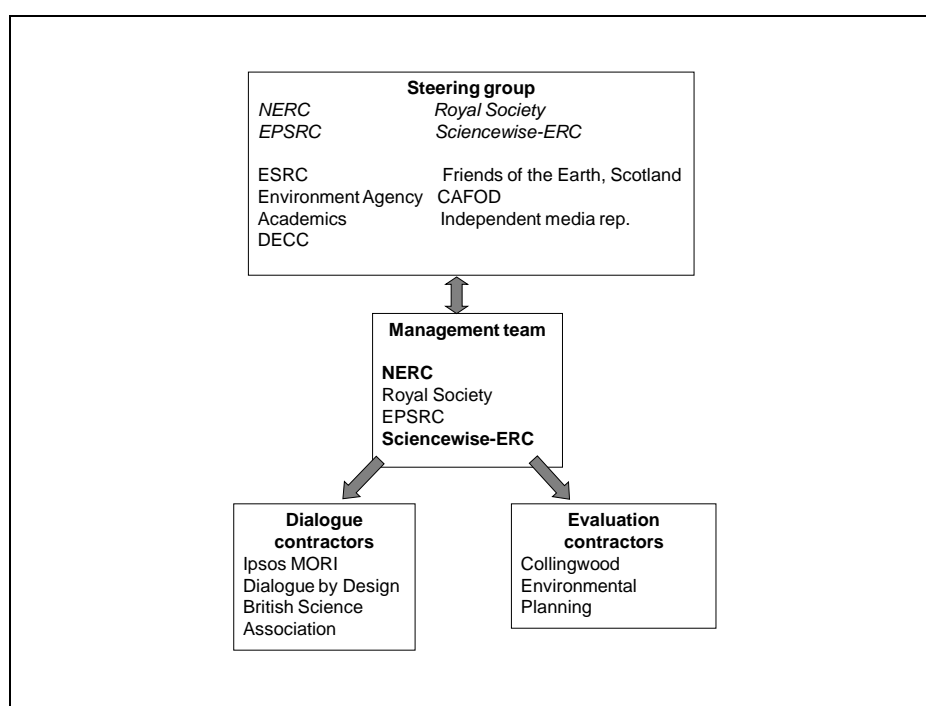 Steering group
NERC Royal Society
EPSRC Sciencewise-ERC
ESRC Friends of the Earth, Scotland
Environment Agency CAFOD
Academics Independent media rep.
DECC
Management team
NERC
Royal Society
EPSRC
Sciencewise-ERC
Dialogue
contractors
Ipsos MORI
Dialogue by Design
British Science
Association
Evaluation
contractors
Collingwood
Environmental
Planning